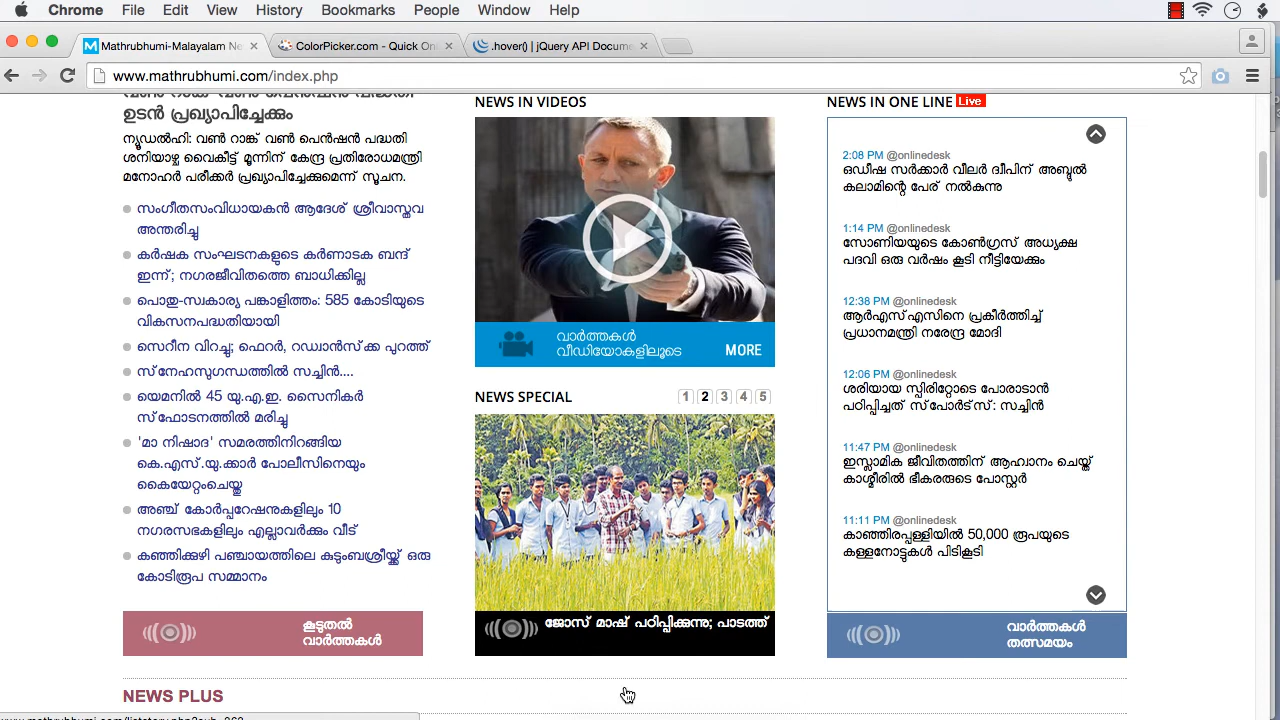 Chrome File Edit View History Bookmarks People Window Help
Mathrubhumi-Malayalam Ne
ColorPicker.com - Quick On
.hover() | jQuery API Docume
www.mathrubhumi.com/index.php
ഉടൻ പ്രഖ്യാപിച്ചേക്കും
ന്യൂഡൽഹി: വൺ റാങ്ക് വൺ പെൻഷൻ പദ്ധതി
ശനിയാഴ്ച വൈകീട്ട് മൂന്നിന് കേന്ദ്ര പ്രതിരോധമന്ത്രി
മനോഹർ പരീക്കർ പ്രഖ്യാപിച്ചേക്കുമെന്ന് സൂചന.
സംഗീതസംവിധായകൻ ആദേശ് ശ്രീവാസ്തവ
അന്തരിച്ചു
കർഷക സംഘടനകളുടെ കർണാടക ബന്ദ്
ഇന്ന്; നഗരജീവിതത്തെ ബാധിക്കില്ല
പൊതു-സ്വകാര്യ പങ്കാളിത്തം: 585 കോടിയുടെ
വികസനപദ്ധതിയായി
സെറീന വിറച്ചു; ഫെറർ, റഡ്വാൻസ്ക്ക പുറത്ത്
സ്നേഹസുഗന്ധത്തിൽ സച്ചിൻ....
യെമനിൽ 45 യു.എ.ഇ. സൈനികർ
സ്ഫോടനത്തിൽ മരിച്ചു
'മാ നിഷാദ' സമരത്തിനിറങ്ങിയ
കെ.എസ്.യു.ക്കാർ പോലീസിനെയും
കൈയേറ്റംചെയ്തു
അഞ്ച് കോർപ്പറേഷനുകളിലും 10
നഗരസഭകളിലും എല്ലാവർക്കും വീട്
കഞ്ഞിക്കുഴി പഞ്ചായത്തിലെ കുടുംബശ്രീയ്ക്ക് ഒരു
കോടിരൂപ സമ്മാനം
കൂടുതൽ
വാർത്തകൾ
NEWS PLUS
NEWS IN VIDEOS
വാർത്തകൾ
വീഡിയോകളിലൂടെ
MORE
NEWS SPECIAL 1 2 3 4 5
ജോസ് മാഷ് പഠിപ്പിക്കുന്നു; പാടത്ത്
NEWS IN ONE LINE Live
2:08 PM @onlinedesk
ഒഡീഷ സർക്കാർ വീലർ ദ്വീപിന് അബ്ദുൽ
കലാമിന്റെ പേര് നൽകുന്നു
1:14 PM @onlinedesk
സോണിയയുടെ കോൺഗ്രസ് അധ്യക്ഷ
പദവി ഒരു വർഷം കൂടി നീട്ടിയേക്കും
12:38 PM @onlinedesk
ആർഎസ്എസിനെ പ്രകീർത്തിച്ച്
പ്രധാനമന്ത്രി നരേന്ദ്ര മോദി
12:06 PM @onlinedesk
ശരിയായ സ്പിരിറ്റോടെ പോരാടാൻ
പഠിപ്പിച്ചത് സ്പോർട്സ്: സച്ചിൻ
11:47 PM @onlinedesk
ഇസ്ലാമിക ജീവിതത്തിന് ആഹ്വാനം ചെയ്ത്
കാശ്മീരിൽ ഭീകരരുടെ പോസ്റ്റർ
11:11 PM @onlinedesk
കാഞ്ഞിരപ്പള്ളിയിൽ 50,000 രൂപയുടെ
കള്ളനോട്ടുകൾ പിടികൂടി
വാർത്തകൾ
തത്സമയം